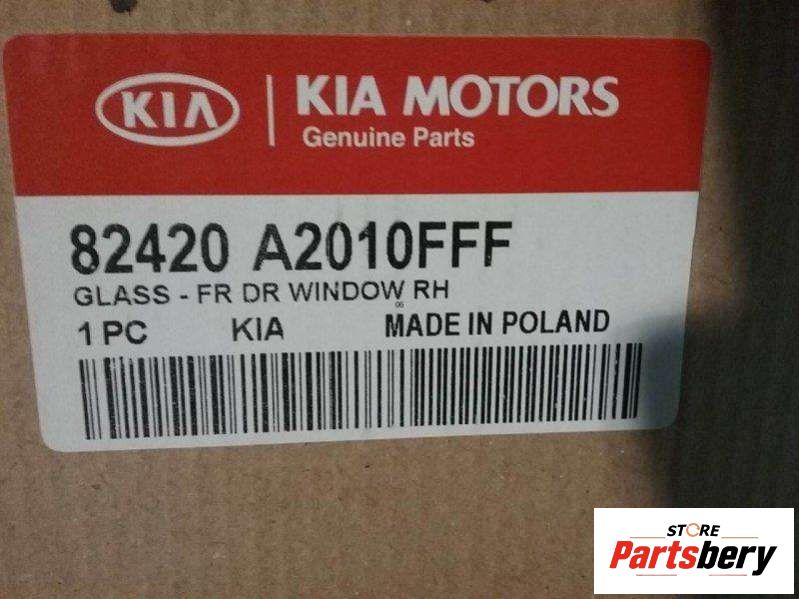 KIA
KIA MOTORS
Genuine Parts
82420 A2010FFF
GLASS - FR DR WINDOW RH
06
1 PC KIA MADE IN POLAND
STORE
Partsbery